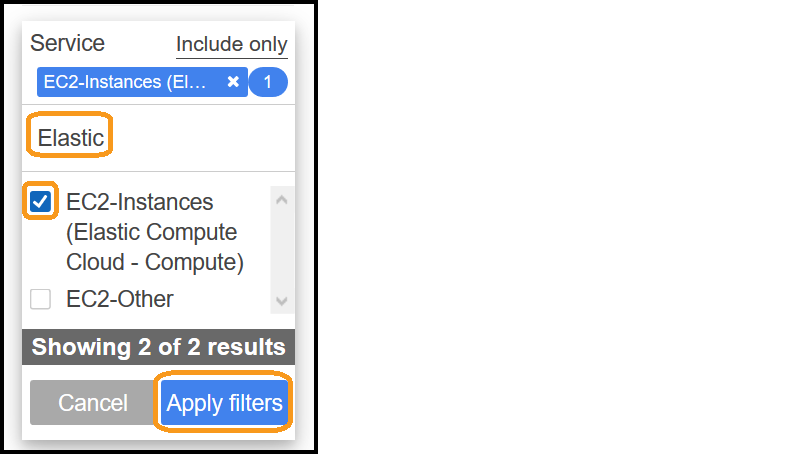 Service Include only
EC2-Instances (El... × 1
Elastic
EC2-Instances
(Elastic Compute
Cloud - Compute)
EC2-Other
Showing 2 of 2 results
Cancel Apply filters